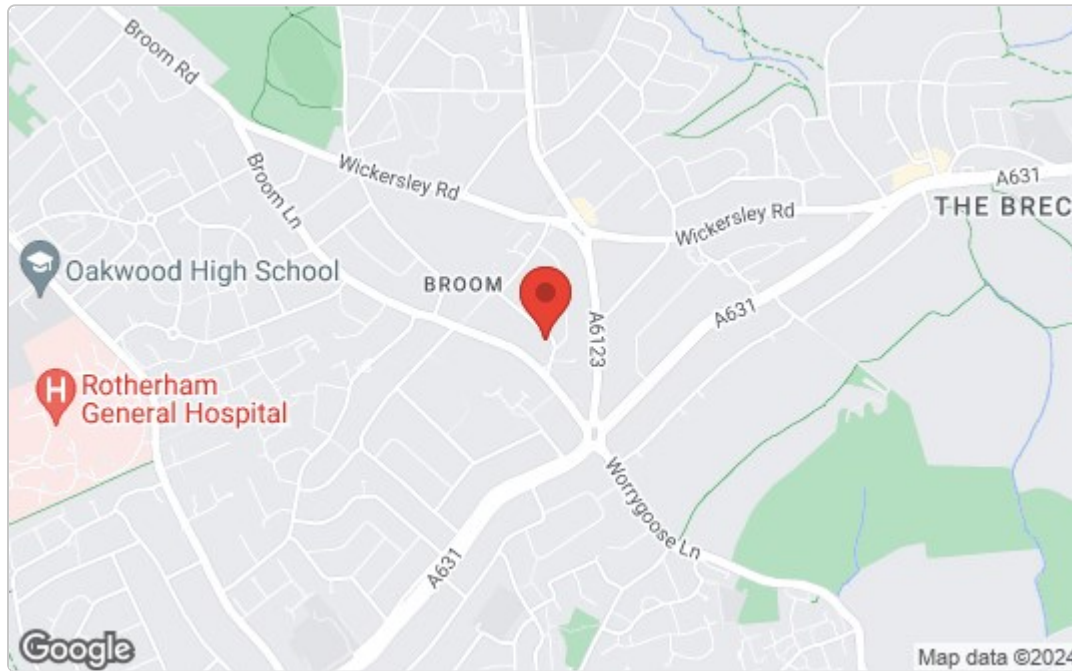 Broom Rd
Wickersley Rd
Broom Ln
A631
THE BREC
Wickersley Rd
Oakwood High School
BROOM
A6123
A631
H
Rotherham
General Hospital
Worrygoose Ln
A631
Google
Map data ©2024